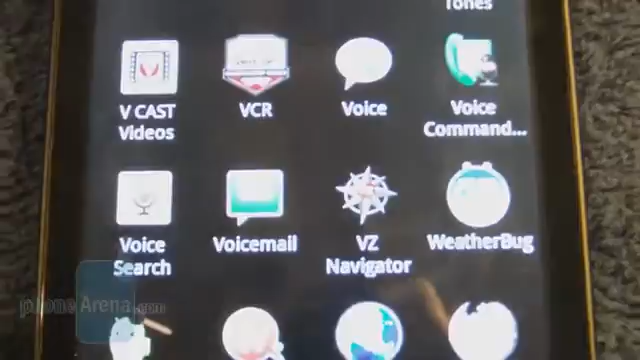 Tones
V CAST
Videos
VCR
Voice
Voice
Command...
Voice
Search
Voicemail
VZ
Navigator
WeatherBug
phoneArena.com